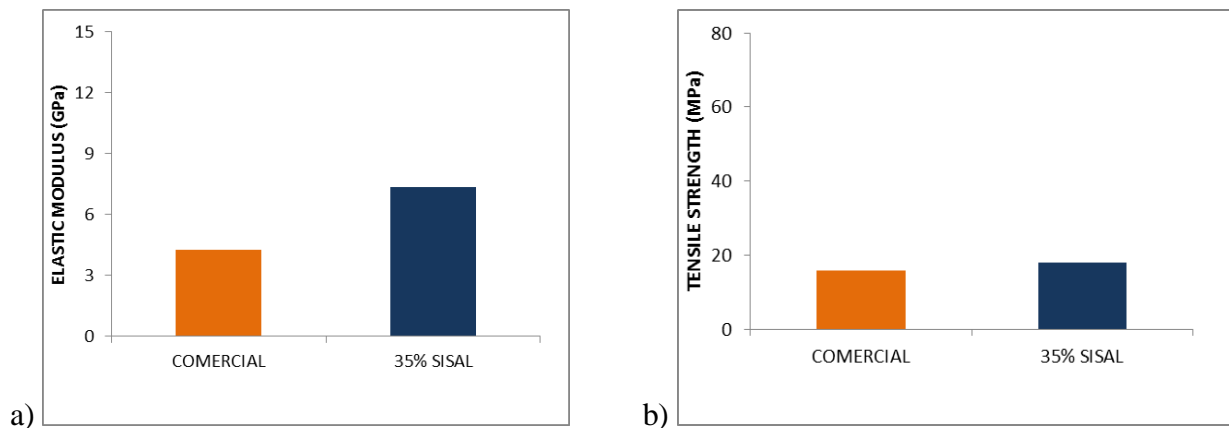 15
12
9
6
3
0
ELASTIC MODULUS (GPa)
COMERCIAL 35% SISAL
a)
80
60
40
20
0
TENSILE STRENGTH (MPa)
COMERCIAL 35% SISAL
b)